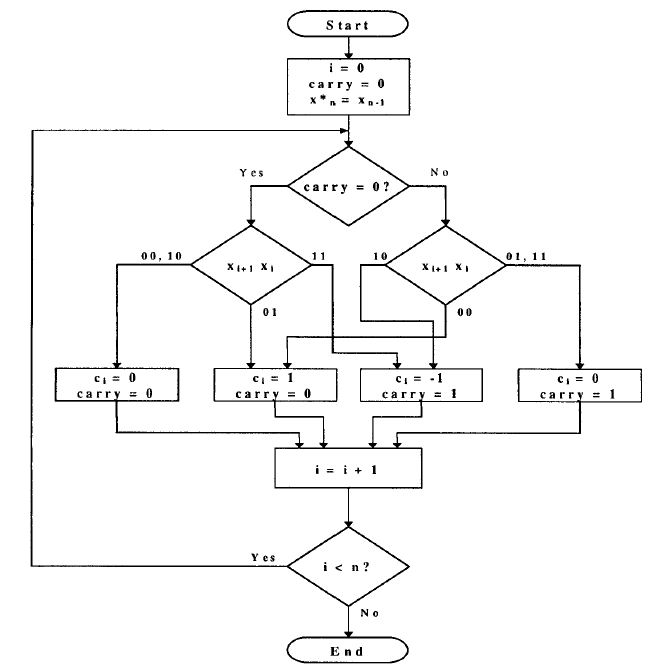 Start
i = 0
carry = 0
x*n = xn-1
Yes
No
carry = 0?
00, 10
11
10
01, 11
xi+1 xi
xi+1 xi
01
00
ci = 0
carry = 0
ci = 1
carry = 0
ci = -1
carry = 1
ci = 0
carry = 1
i = i + 1
Yes
i < n?
No
End